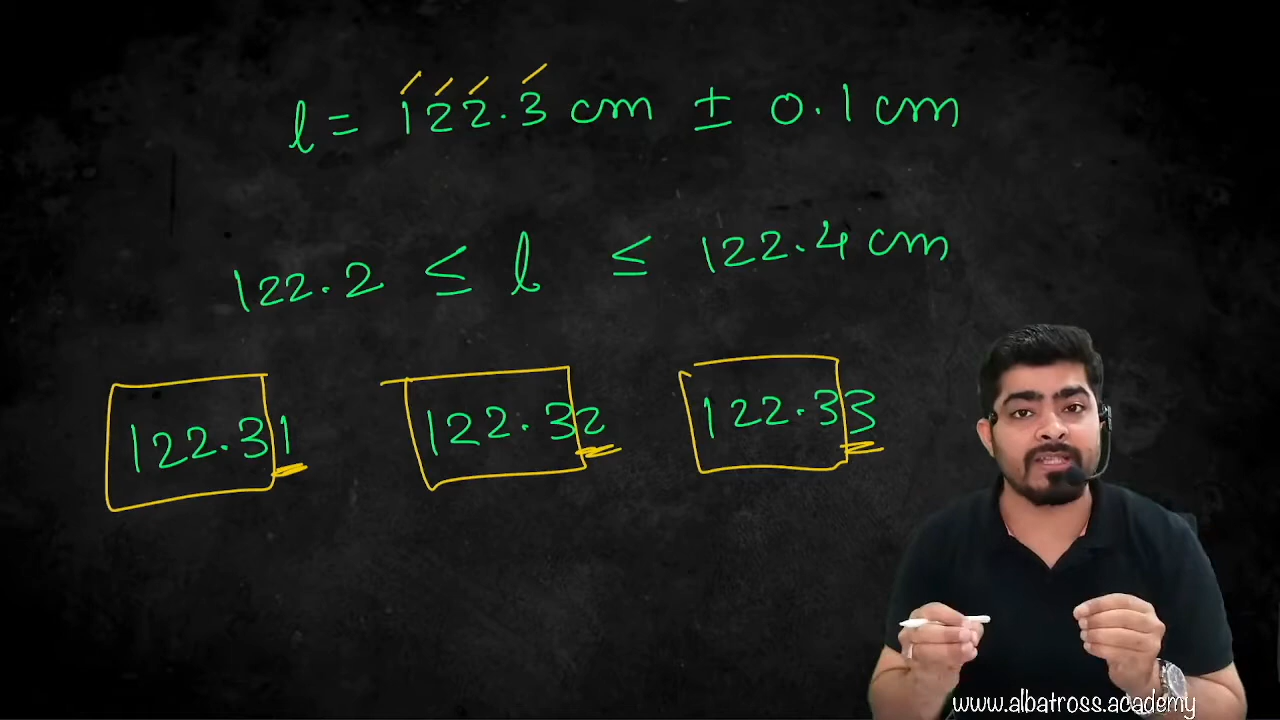 l = 122.3 cm ± 0.1 cm
122.2 ≤ l ≤ 122.4 cm
122.31 122.32 122.33
www.albatross.academy